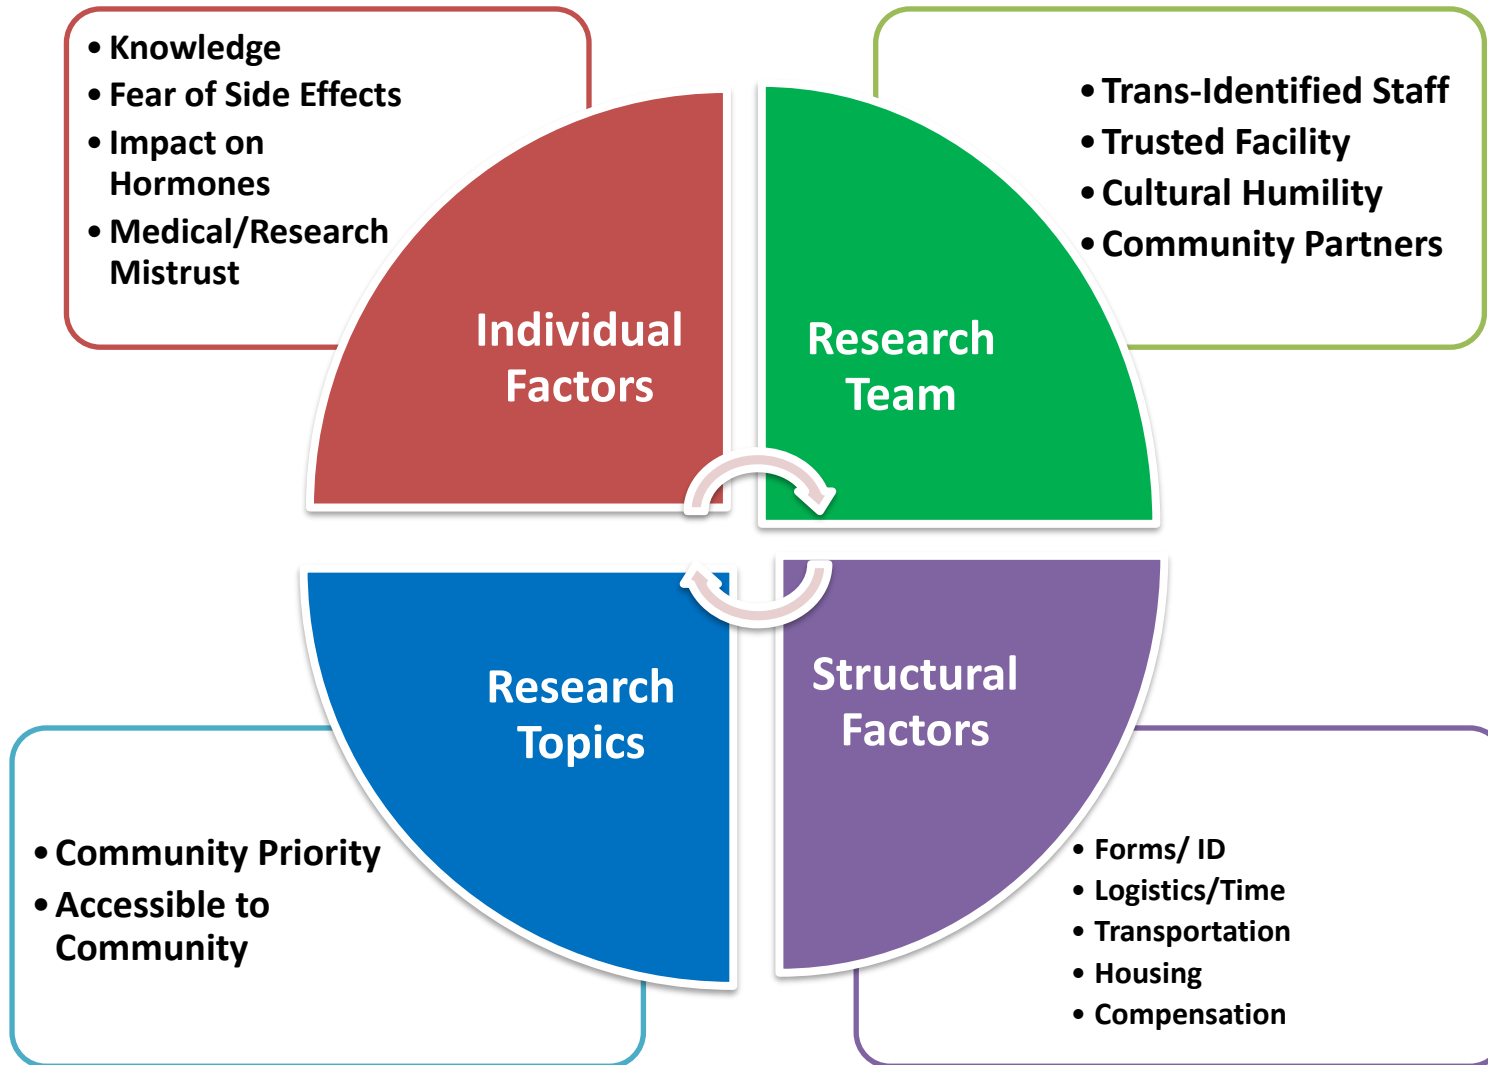 • Knowledge
• Fear of Side Effects
• Impact on
Hormones
• Medical/Research
Mistrust
Individual
Factors
• Trans-Identified Staff
• Trusted Facility
• Cultural Humility
• Community Partners
Research
Team
Research
Topics
• Community Priority
• Accessible to
Community
Structural
Factors
• Forms/ ID
• Logistics/Time
• Transportation
• Housing
• Compensation